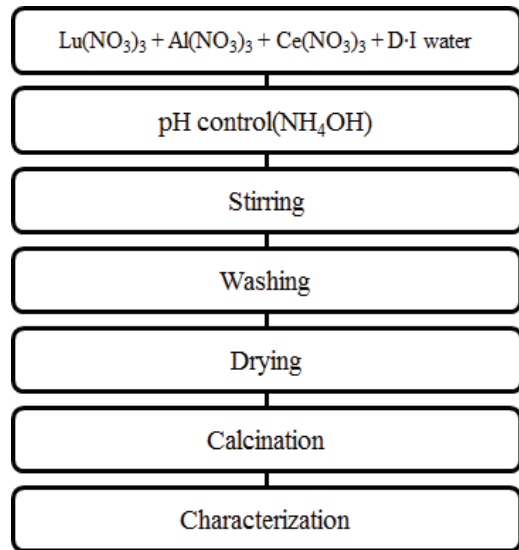 Lu(NO₃)₃ + Al(NO₃)₃ + Ce(NO₃)₃ + D·I water
pH control(NH₄OH)
Stirring
Washing
Drying
Calcination
Characterization